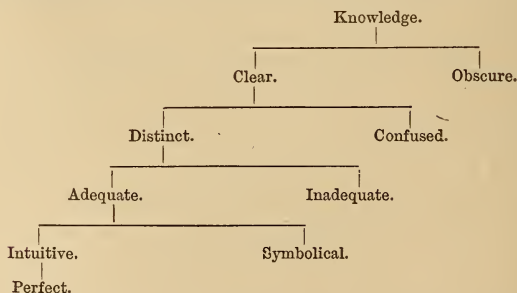 Knowledge.
Clear. Obscure.
Distinct. Confused.
Adequate. Inadequate.
Intuitive. Symbolical.
Perfect.